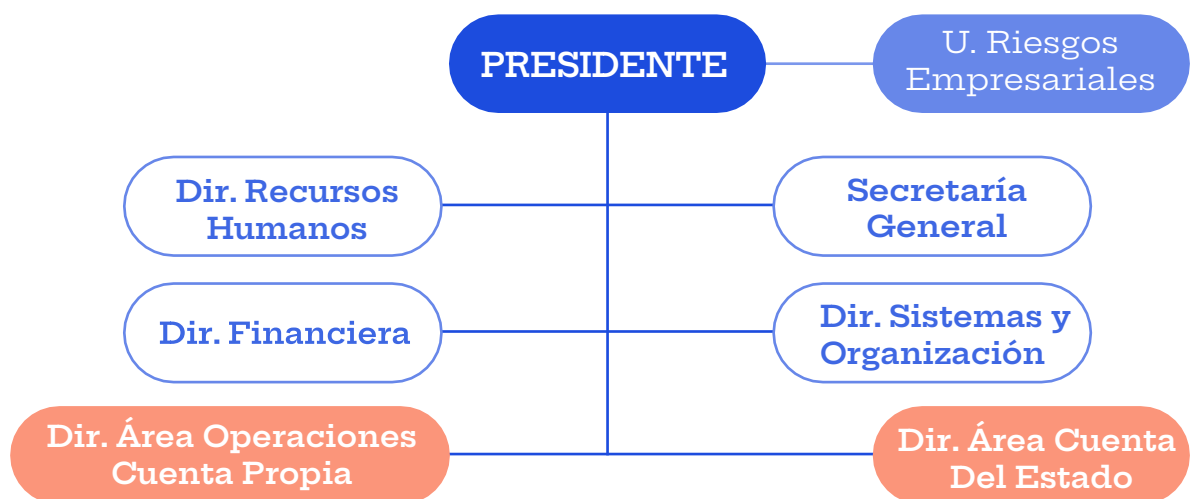 PRESIDENTE
U. Riesgos
Empresariales
Dir. Recursos
Humanos
Secretaría
General
Dir. Financiera
Dir. Sistemas y
Organización
Dir. Área Operaciones
Cuenta Propia
Dir. Área Cuenta
Del Estado